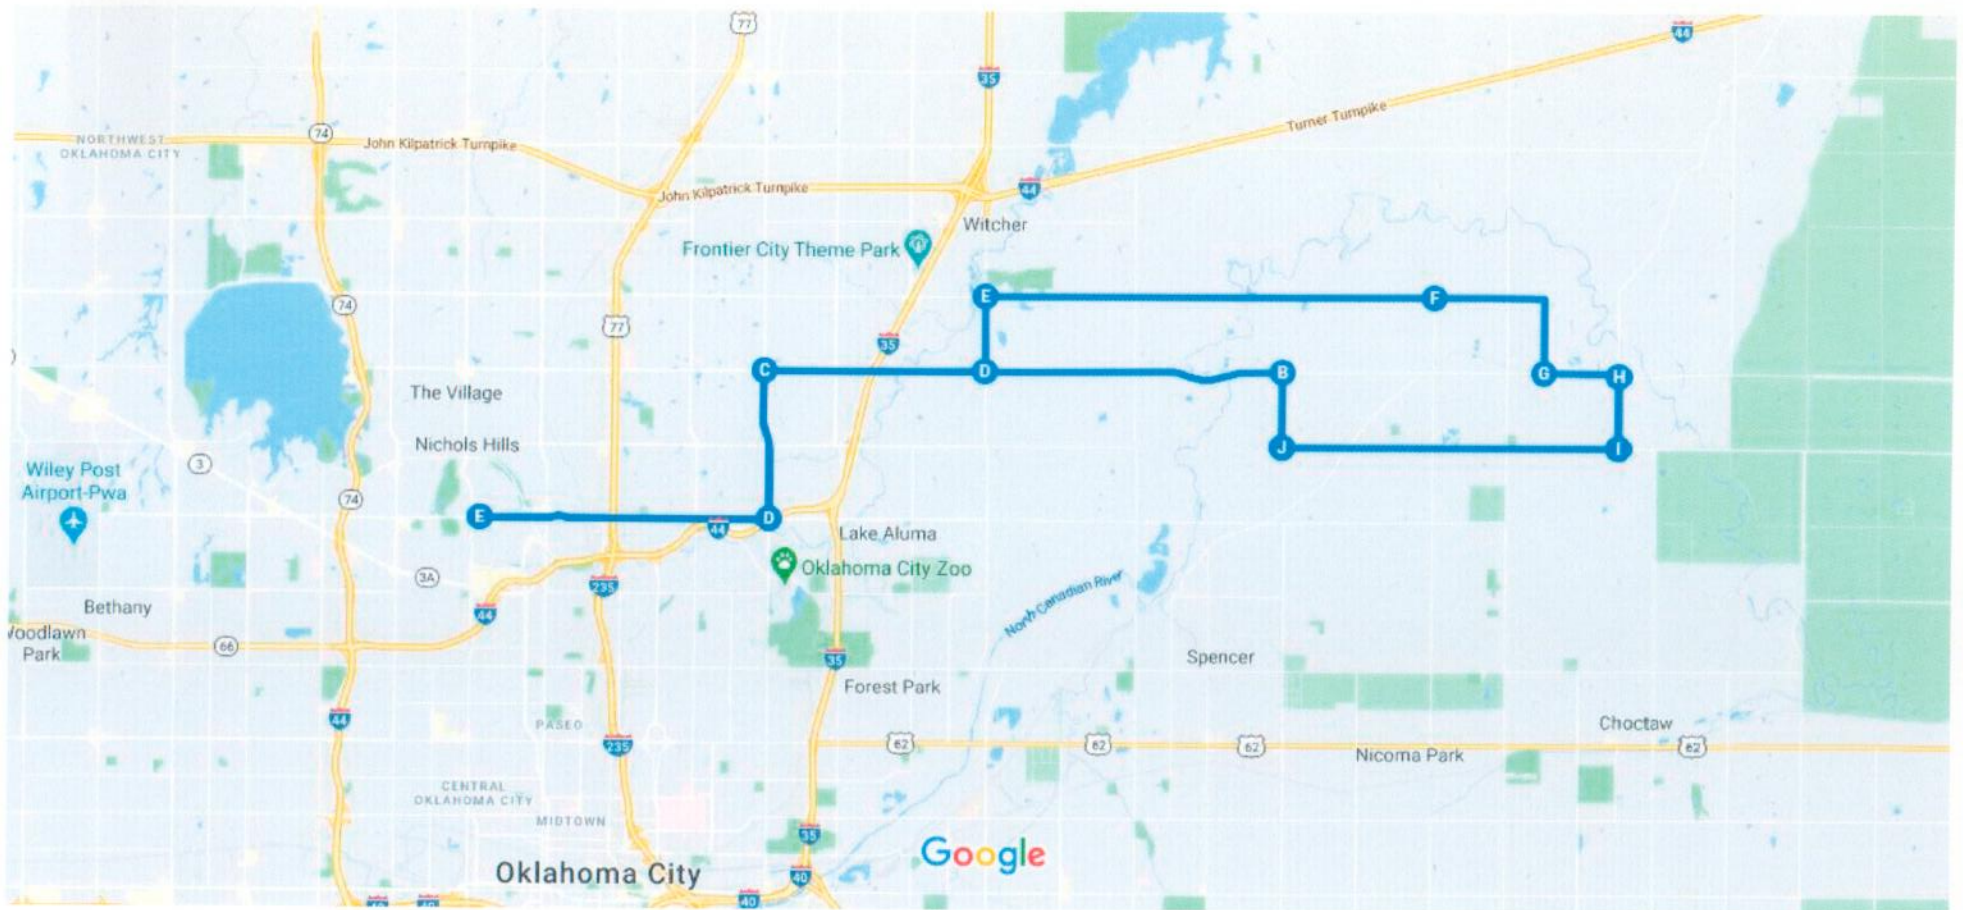 77
35
44
Turner Turnpike
NORTHWEST
OKLAHOMA CITY
74
John Kilpatrick Turnpike
John Kilpatrick Turnpike
44
Witcher
Frontier City Theme Park
74
77
35
E
F
C
D
B
G
H
The Village
Nichols Hills
J
I
Wiley Post
Airport-Pwa
3
74
E
44
D
Lake Aluma
Oklahoma City Zoo
3A
235
North Canadian River
Bethany
44
66
Park
35
Spencer
Forest Park
44
PASEO
235
62
62
62
Nicoma Park
Choctaw
62
CENTRAL
OKLAHOMA CITY
MIDTOWN
35
Google
Oklahoma City
40
40